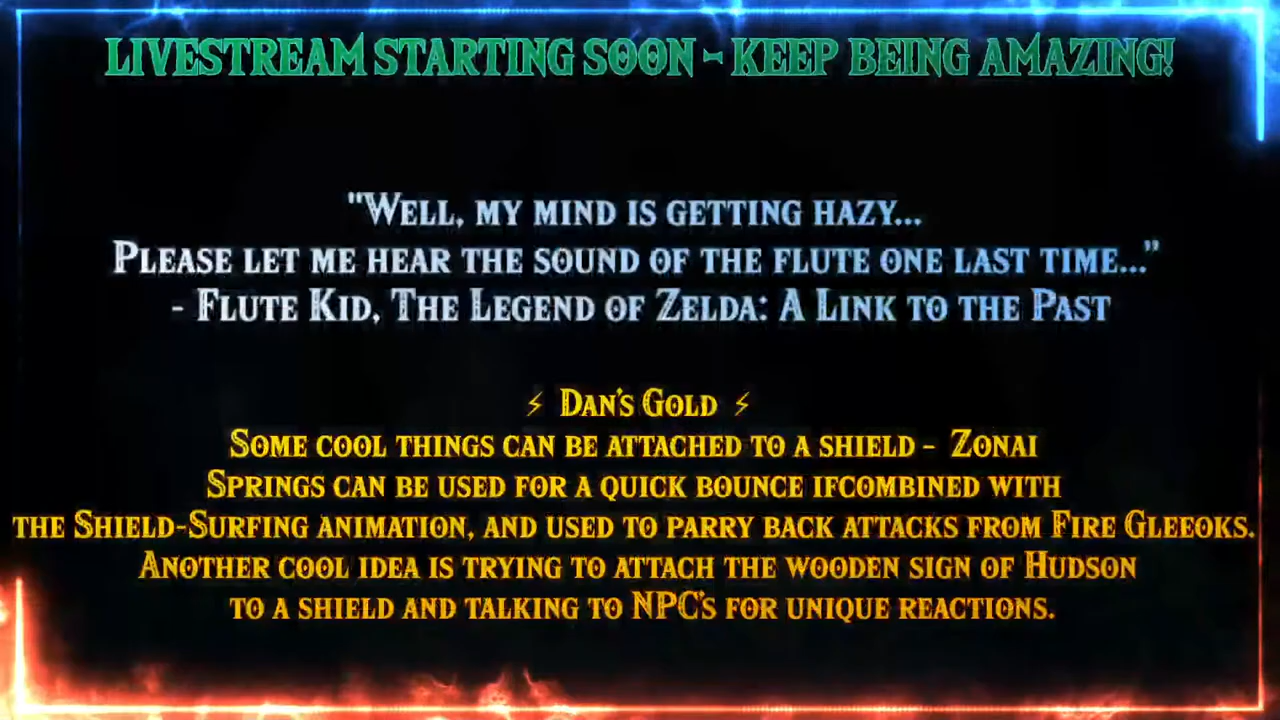 LIVESTREAM STARTING SOON - KEEP BEING AMAZING!
"Well, my mind is getting hazy...
Please let me hear the sound of the flute one last time..."
- Flute Kid, The Legend of Zelda: A Link to the Past
⚡ Dan's Gold ⚡
Some cool things can be attached to a shield - Zonai
Springs can be used for a quick bounce ifcombined with
the Shield-Surfing animation, and used to parry back attacks from Fire Gleeoks.
Another cool idea is trying to attach the wooden sign of Hudson
to a shield and talking to NPC's for unique reactions.